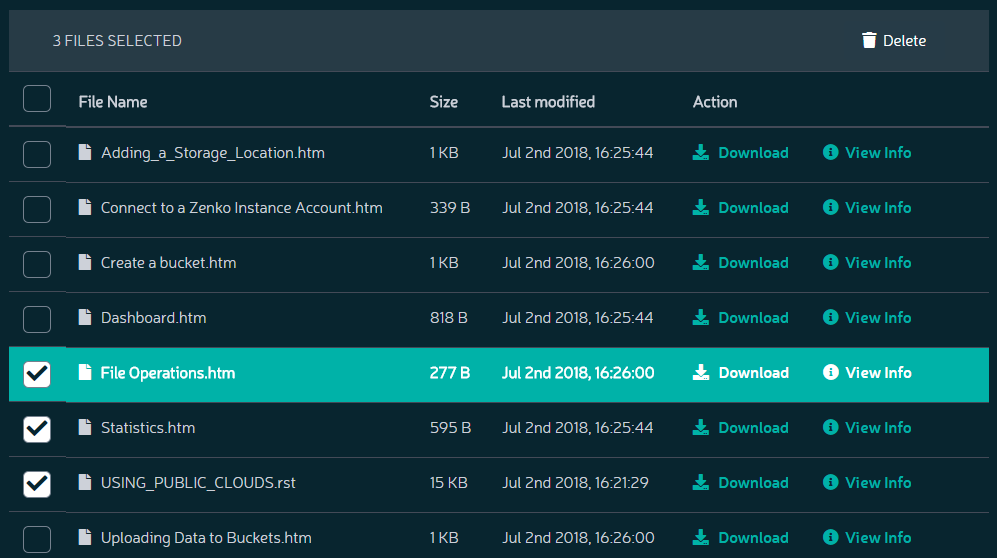 3 FILES SELECTED Delete
File Name Size Last modified Action
Adding_a_Storage_Location.htm 1 KB Jul 2nd 2018, 16:25:44 Download View Info
Connect to a Zenko Instance Account.htm 339 B Jul 2nd 2018, 16:25:44 Download View Info
Create a bucket.htm 1 KB Jul 2nd 2018, 16:26:00 Download View Info
Dashboard.htm 818 B Jul 2nd 2018, 16:25:44 Download View Info
File Operations.htm 277 B Jul 2nd 2018, 16:26:00 Download View Info
Statistics.htm 595 B Jul 2nd 2018, 16:25:44 Download View Info
USING_PUBLIC_CLOUDS.rst 15 KB Jul 2nd 2018, 16:21:29 Download View Info
Uploading Data to Buckets.htm 1 KB Jul 2nd 2018, 16:26:00 Download View Info